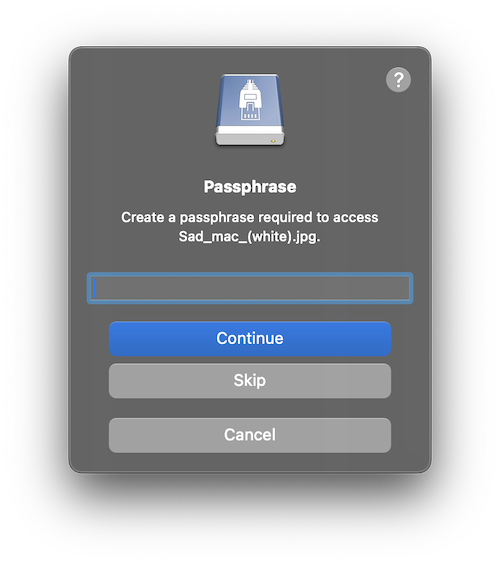 ?
Passphrase
Create a passphrase required to access
Sad_mac_(white).jpg.
Continue
Skip
Cancel